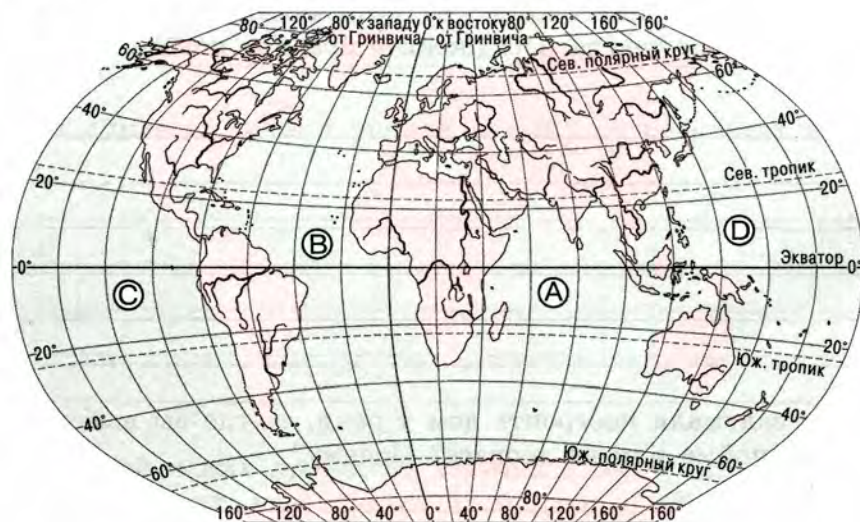 160° 120° 80° к западу 0° к востоку 80° 120° 160° 160°
от Гринвича от Гринвича
80°
60° Сев. полярный круг 60°
40° 40°
Сев. тропик
20° 20°
B D
0° Экватор 0°
C A
20° 20°
Юж. тропик
40° 40°
60° Юж. полярный круг 60°
80° 80°
160° 120° 80° 40° 0° 40° 80° 120° 160°